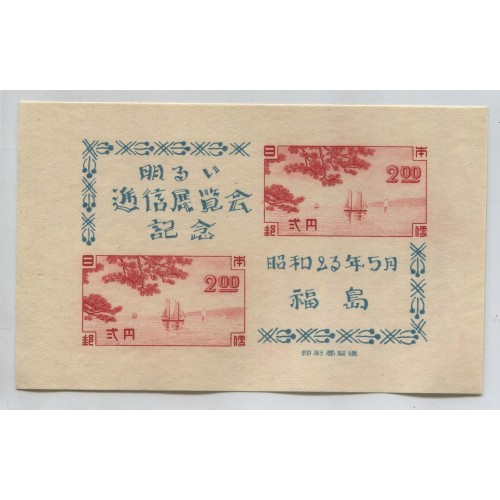 明るい
逓信展覧会
記念
日本
2.00
弐円
郵便
昭和23年5月
福島
日本
2.00
弐円
郵便
印刷局製造